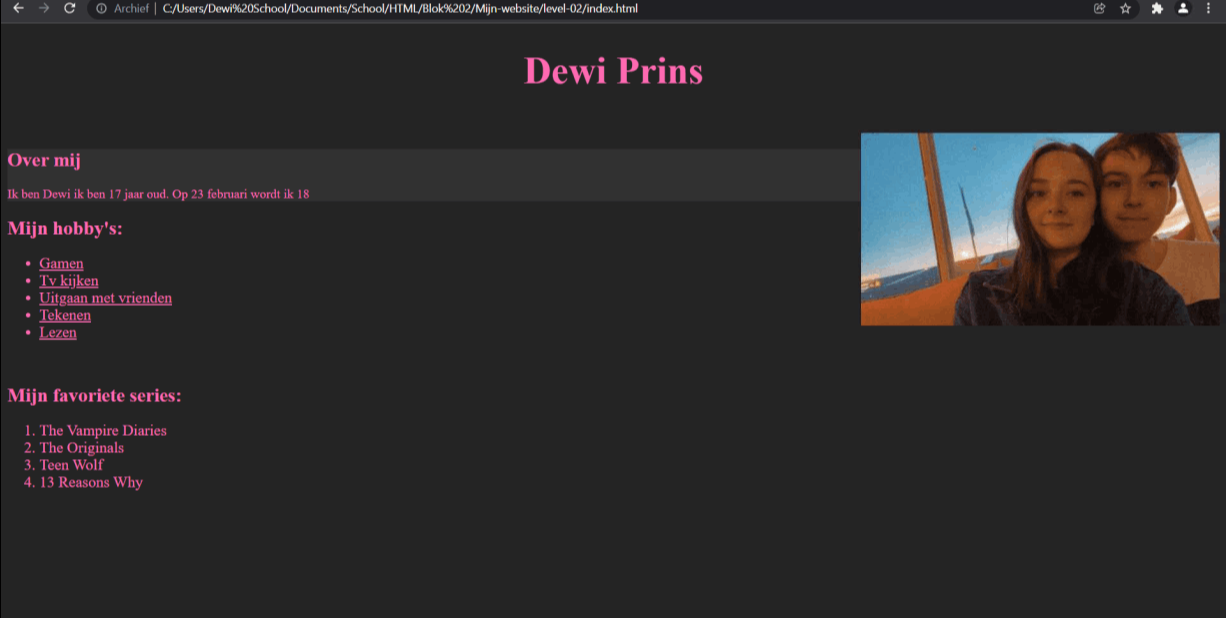 Archief | C:/Users/Dewi%20School/Documents/School/HTML/Blok%202/Mijn-website/level-02/index.html
Dewi Prins
Over mij
Ik ben Dewi ik ben 17 jaar oud. Op 23 februari wordt ik 18
Mijn hobby's:
• Gamen
• Tv kijken
• Uitgaan met vrienden
• Tekenen
• Lezen
Mijn favoriete series:
1. The Vampire Diaries
2. The Originals
3. Teen Wolf
4. 13 Reasons Why